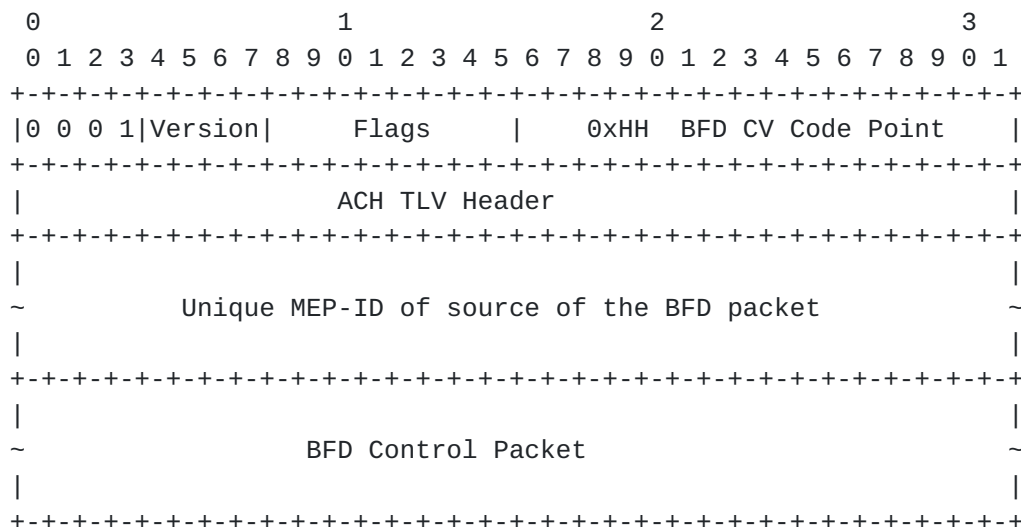 0                   1                   2                   3
 0 1 2 3 4 5 6 7 8 9 0 1 2 3 4 5 6 7 8 9 0 1 2 3 4 5 6 7 8 9 0 1
+-+-+-+-+-+-+-+-+-+-+-+-+-+-+-+-+-+-+-+-+-+-+-+-+-+-+-+-+-+-+-+-+
|0 0 0 1|Version|     Flags     |    0xHH  BFD CV Code Point    |
+-+-+-+-+-+-+-+-+-+-+-+-+-+-+-+-+-+-+-+-+-+-+-+-+-+-+-+-+-+-+-+-+
|                    ACH TLV Header                             |
+-+-+-+-+-+-+-+-+-+-+-+-+-+-+-+-+-+-+-+-+-+-+-+-+-+-+-+-+-+-+-+-+
|                                                               |
~          Unique MEP-ID of source of the BFD packet            ~
|                                                               |
+-+-+-+-+-+-+-+-+-+-+-+-+-+-+-+-+-+-+-+-+-+-+-+-+-+-+-+-+-+-+-+-+
|                                                               |
~                  BFD Control Packet                           ~
|                                                               |
+-+-+-+-+-+-+-+-+-+-+-+-+-+-+-+-+-+-+-+-+-+-+-+-+-+-+-+-+-+-+-+-+